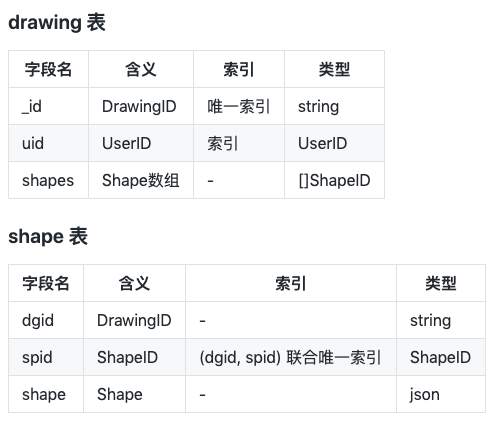 drawing 表
字段名 含义 索引 类型
_id DrawingID 唯一索引 string
uid UserID 索引 UserID
shapes Shape数组 - []ShapeID
shape 表
字段名 含义 索引 类型
dgid DrawingID - string
spid ShapeID (dgid, spid) 联合唯一索引 ShapeID
shape Shape - json